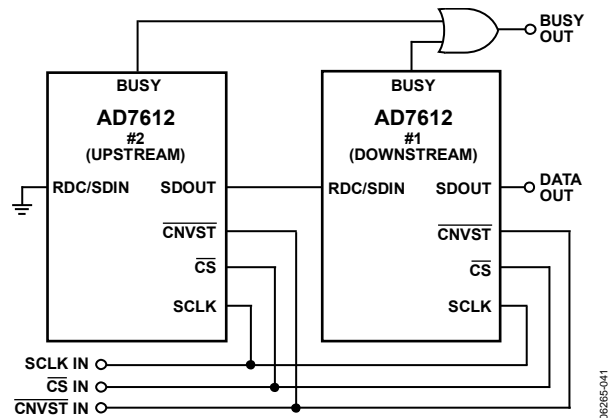 BUSY
OUT
BUSY
BUSY
AD7612
#2
(UPSTREAM)
AD7612
#1
(DOWNSTREAM)
RDC/SDIN
SDOUT
RDC/SDIN
SDOUT
DATA
OUT
CNVST
CNVST
CS
CS
SCLK
SCLK
SCLK IN
CS IN
CNVST IN
06265-041